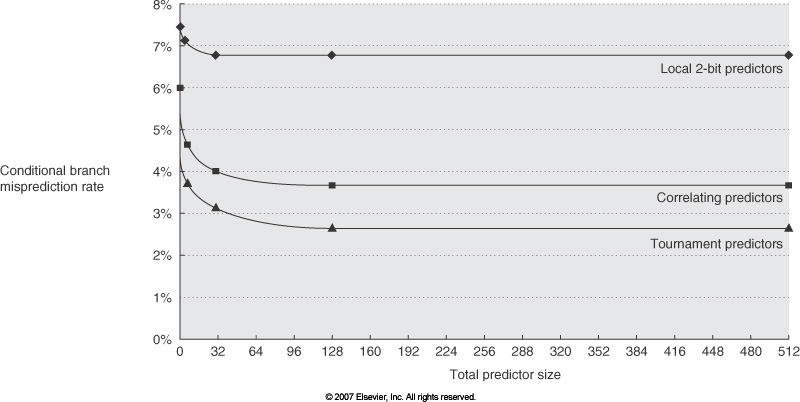 8%
7%
6%
5%
4%
3%
2%
1%
0%
Conditional branch
misprediction rate
Local 2-bit predictors
Correlating predictors
Tournament predictors
0 32 64 96 128 160 192 224 256 288 320 352 384 416 448 480 512
Total predictor size
© 2007 Elsevier, Inc. All rights reserved.